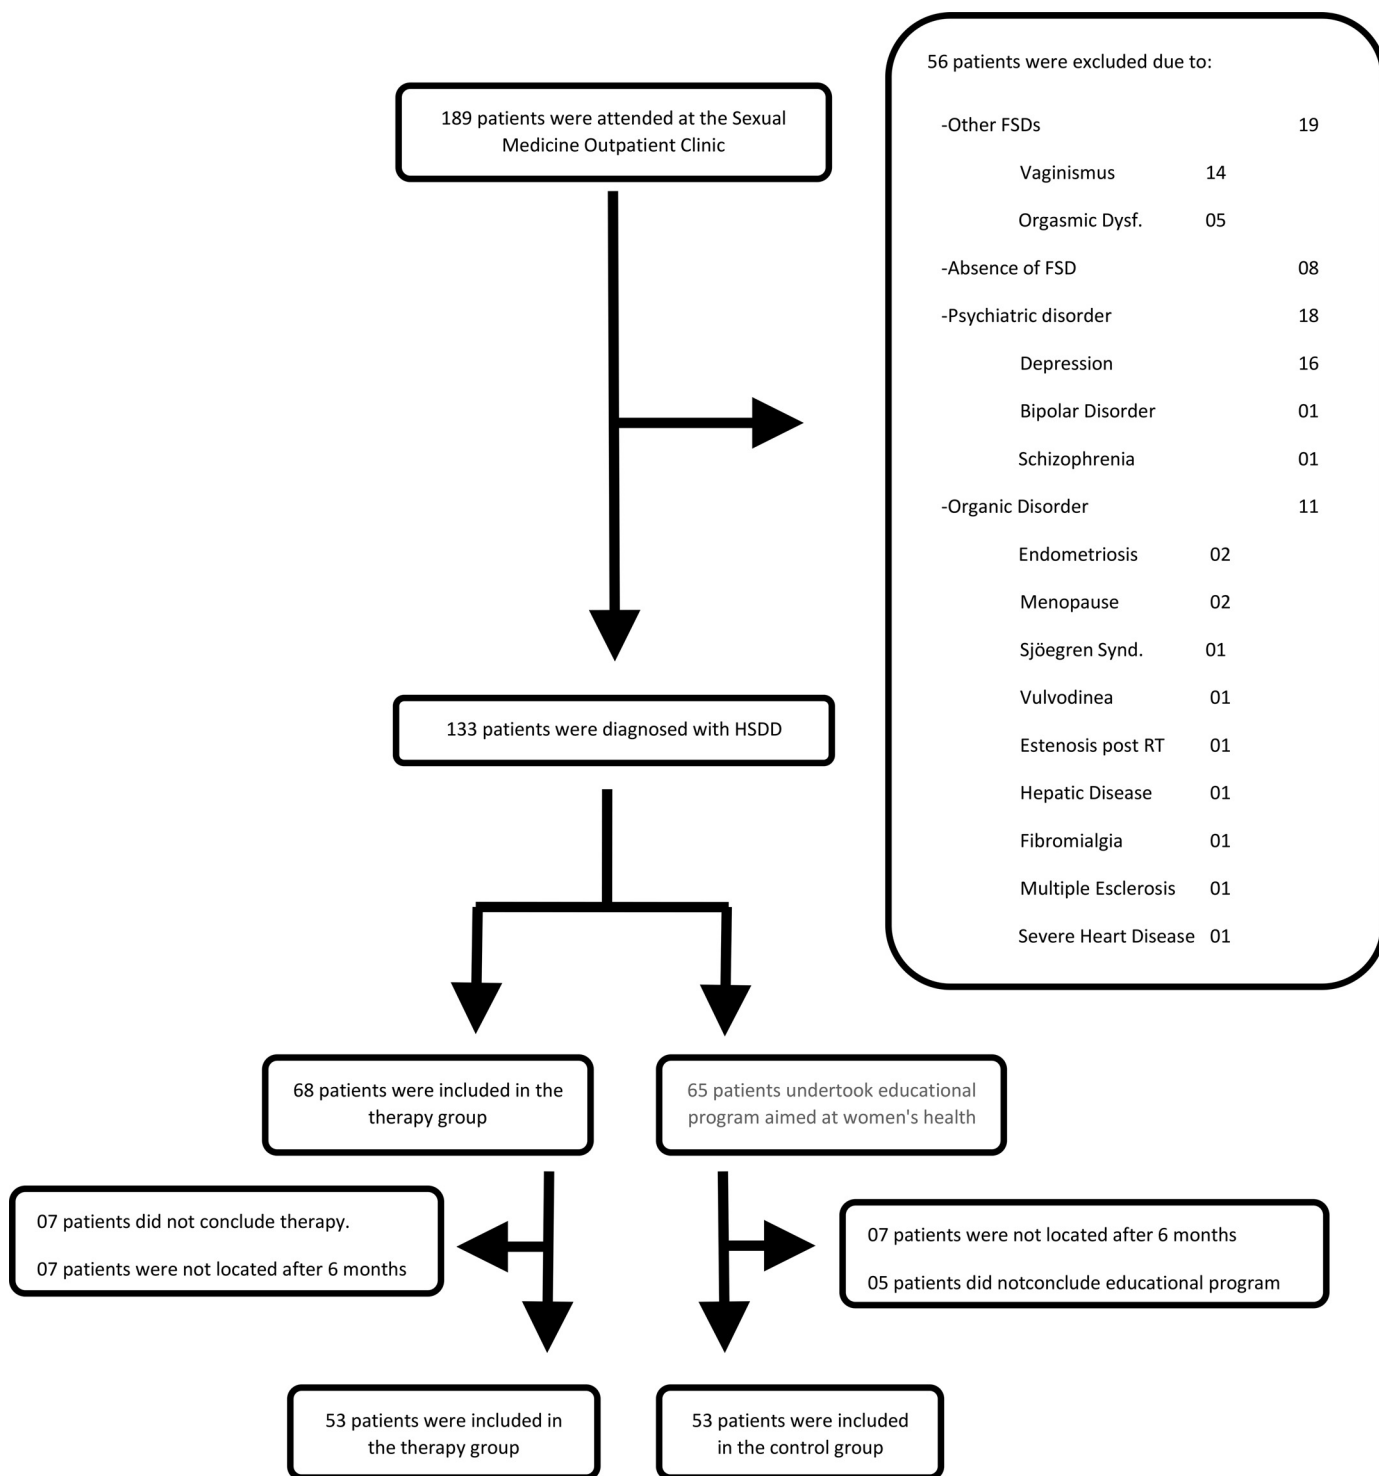 189 patients were attended at the Sexual
Medicine Outpatient Clinic
56 patients were excluded due to:
-Other FSDs 19
Vaginismus 14
Orgasmic Dysf. 05
-Absence of FSD 08
-Psychiatric disorder 18
Depression 16
Bipolar Disorder 01
Schizophrenia 01
-Organic Disorder 11
Endometriosis 02
Menopause 02
Sjöegren Synd. 01
Vulvodinea 01
Estenosis post RT 01
Hepatic Disease 01
Fibromialgia 01
Multiple Esclerosis 01
Severe Heart Disease 01
133 patients were diagnosed with HSDD
68 patients were included in the
therapy group
65 patients undertook educational
program aimed at women's health
07 patients did not conclude therapy.
07 patients were not located after 6 months
07 patients were not located after 6 months
05 patients did notconclude educational program
53 patients were included in
the therapy group
53 patients were included
in the control group